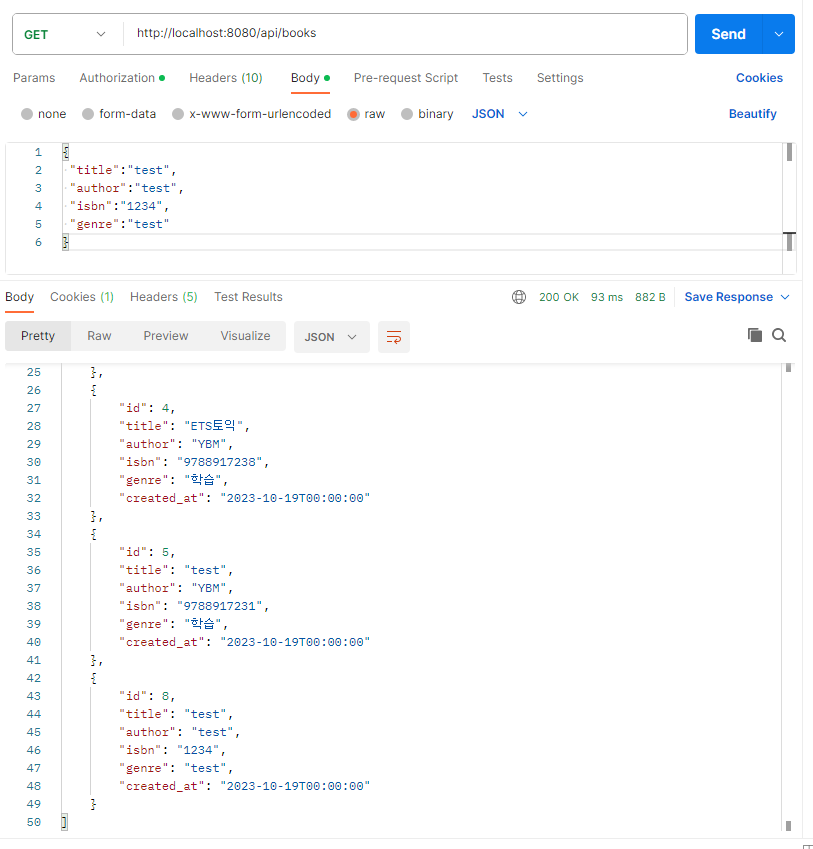 GET http://localhost:8080/api/books Send
Params Authorization Headers (10) Body Pre-request Script Tests Settings Cookies
none form-data x-www-form-urlencoded raw binary JSON Beautify
1 {
2 "title":"test",
3 "author":"test",
4 "isbn":"1234",
5 "genre":"test"
6 }
Body Cookies (1) Headers (5) Test Results 200 OK 93 ms 882 B Save Response
Pretty Raw Preview Visualize JSON
25 },
26 {
27 "id": 4,
28 "title": "ETS토익",
29 "author": "YBM",
30 "isbn": "9788917238",
31 "genre": "학습",
32 "created_at": "2023-10-19T00:00:00"
33 },
34 {
35 "id": 5,
36 "title": "test",
37 "author": "YBM",
38 "isbn": "9788917231",
39 "genre": "학습",
40 "created_at": "2023-10-19T00:00:00"
41 },
42 {
43 "id": 8,
44 "title": "test",
45 "author": "test",
46 "isbn": "1234",
47 "genre": "test",
48 "created_at": "2023-10-19T00:00:00"
49 }
50 ]